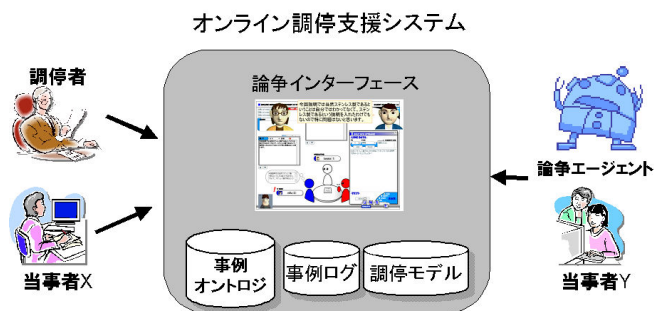 オンライン調停支援システム
調停者
論争インターフェース
論争エージェント
当事者X
当事者Y
事例
オントロジ
事例ログ
調停モデル